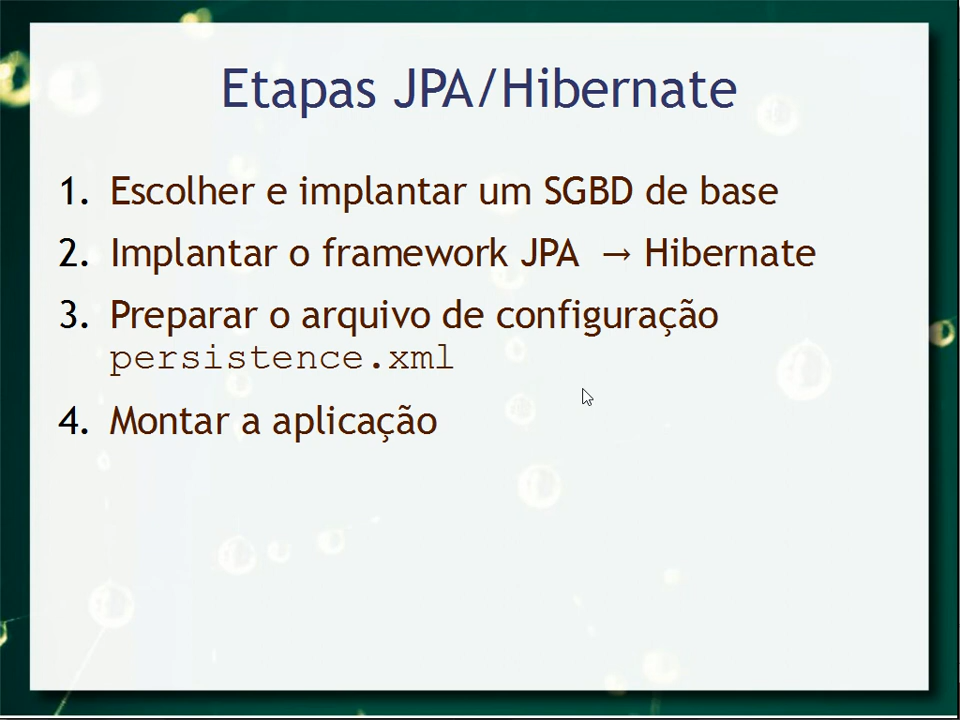 Etapas JPA/Hibernate
1. Escolher e implantar um SGBD de base
2. Implantar o framework JPA → Hibernate
3. Preparar o arquivo de configuração
persistence.xml
4. Montar a aplicação